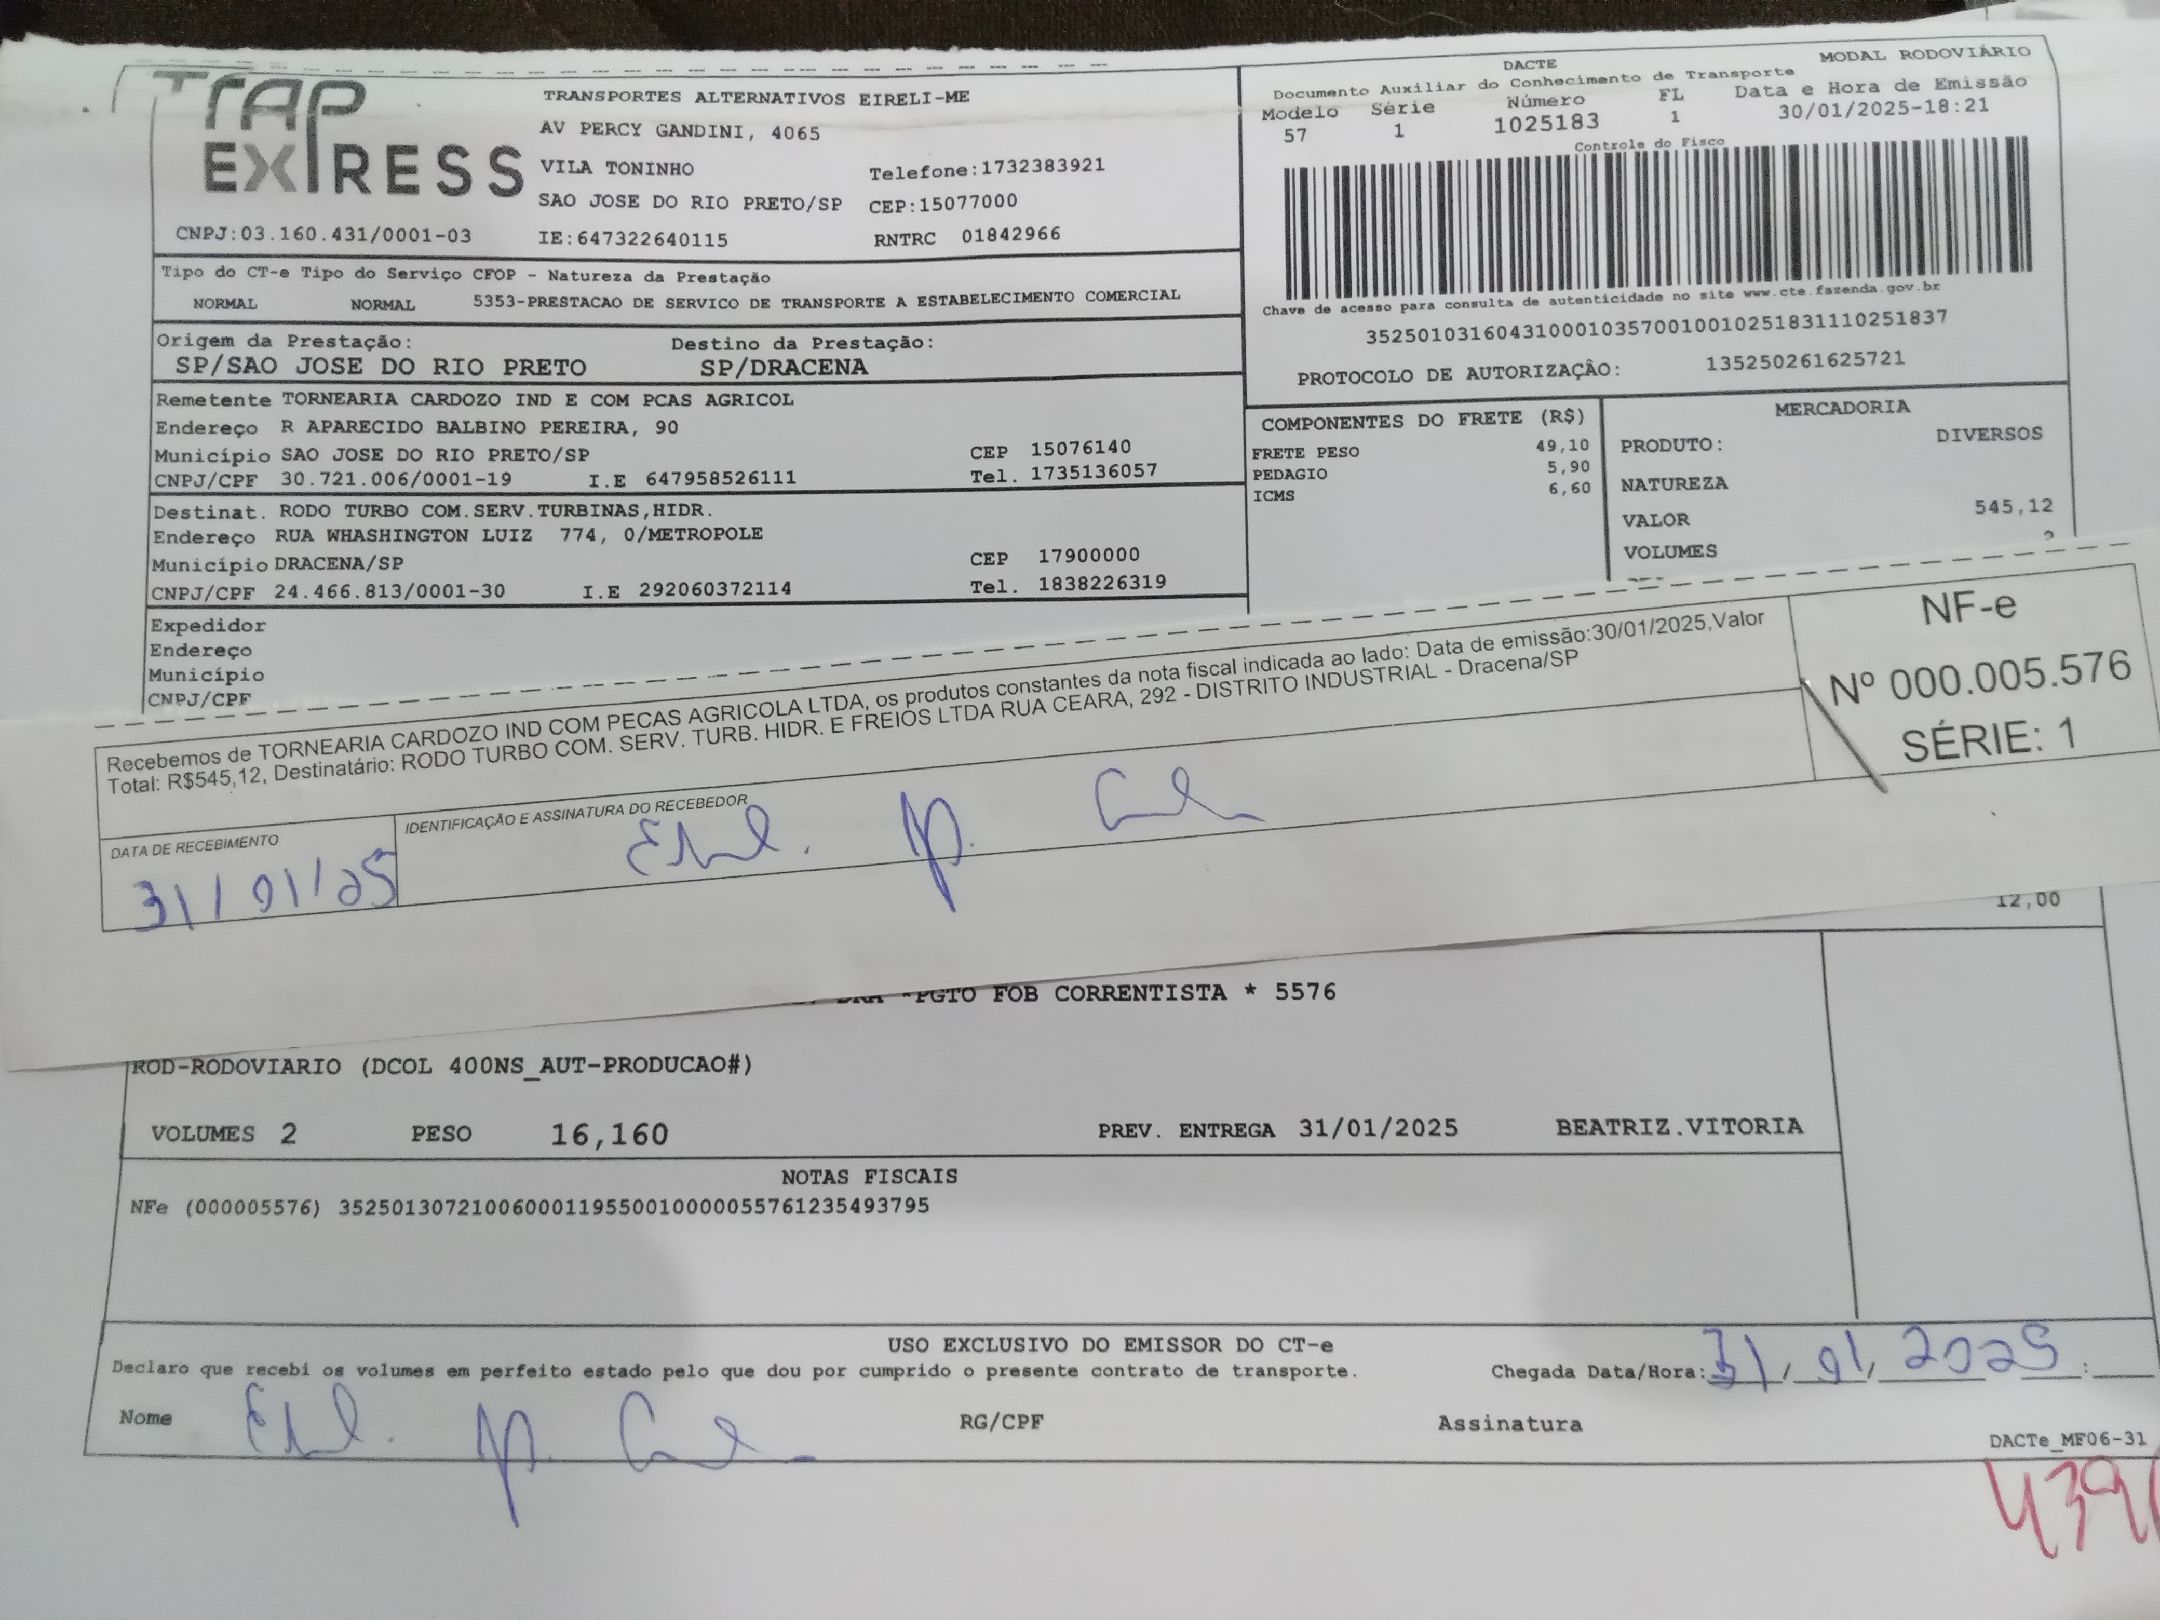 TRAP EXPRESS
TRANSPORTES ALTERNATIVOS EIRELI-ME
AV PERCY GANDINI, 4065
VILA TONINHO Telefone:1732383921
SAO JOSE DO RIO PRETO/SP CEP:15077000
CNPJ:03.160.431/0001-03 IE:647322640115 RNTRC 01842966
DACTE MODAL RODOVIÁRIO
Documento Auxiliar do Conhecimento de Transporte
Modelo Série Número FL Data e Hora de Emissão
57 1 1025183 1 30/01/2025-18:21
Controle do Fisco
Chave de acesso para consulta de autenticidade no site www.cte.fazenda.gov.br
35250103160431000103570010010251831110251837
PROTOCOLO DE AUTORIZAÇÂO: 135250261625721
Tipo do CT-e Tipo do Serviço CFOP - Natureza da Prestação
NORMAL NORMAL 5353-PRESTACAO DE SERVICO DE TRANSPORTE A ESTABELECIMENTO COMERCIAL
Origem da Prestação: Destino da Prestação:
SP/SAO JOSE DO RIO PRETO SP/DRACENA
Remetente TORNEARIA CARDOZO IND E COM PCAS AGRICOL
Endereço R APARECIDO BALBINO PEREIRA, 90
Município SAO JOSE DO RIO PRETO/SP CEP 15076140
CNPJ/CPF 30.721.006/0001-19 I.E 647958526111 Tel. 1735136057
Destinat. RODO TURBO COM.SERV.TURBINAS,HIDR.
Endereço RUA WHASHINGTON LUIZ 774, 0/METROPOLE
Município DRACENA/SP CEP 17900000
CNPJ/CPF 24.466.813/0001-30 I.E 292060372114 Tel. 1838226319
Expedidor
Endereço
Município
CNPJ/CPF
COMPONENTES DO FRETE (R$)
FRETE PESO 49,10
PEDAGIO 5,90
ICMS 6,60
MERCADORIA
PRODUTO: DIVERSOS
NATUREZA
VALOR 545,12
VOLUMES
Recebemos de TORNEARIA CARDOZO IND COM PECAS AGRICOLA LTDA, os produtos constantes da nota fiscal indicada ao lado: Data de emissão:30/01/2025,Valor
Total: R$545,12, Destinatário: RODO TURBO COM. SERV. TURB. HIDR. E FREIOS LTDA RUA CEARA, 292 - DISTRITO INDUSTRIAL - Dracena/SP
NF-e
Nº 000.005.576
SÉRIE: 1
DATA DE RECEBIMENTO IDENTIFICAÇÃO E ASSINATURA DO RECEBEDOR
31/01/25
12,00
*PGTO FOB CORRENTISTA * 5576
ROD-RODOVIARIO (DCOL 400NS_AUT-PRODUCAO#)
VOLUMES 2 PESO 16,160 PREV. ENTREGA 31/01/2025 BEATRIZ.VITORIA
NOTAS FISCAIS
NFe (000005576) 35250130721006000119550010000055761235493795
USO EXCLUSIVO DO EMISSOR DO CT-e
Declaro que recebi os volumes em perfeito estado pelo que dou por cumprido o presente contrato de transporte. Chegada Data/Hora: 31/01/2025 :
Nome RG/CPF Assinatura
DACTe_MF06-31